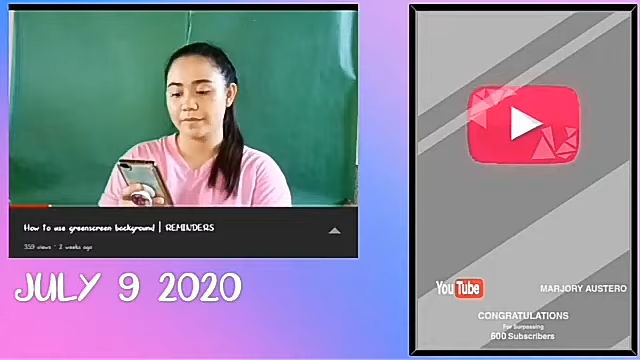 How to use greenscreen background | REMINDERS
359 views · 2 weeks ago
JULY 9 2020
YouTube
MARJORY AUSTERO
CONGRATULATIONS
For Surpassing
600 Subscribers